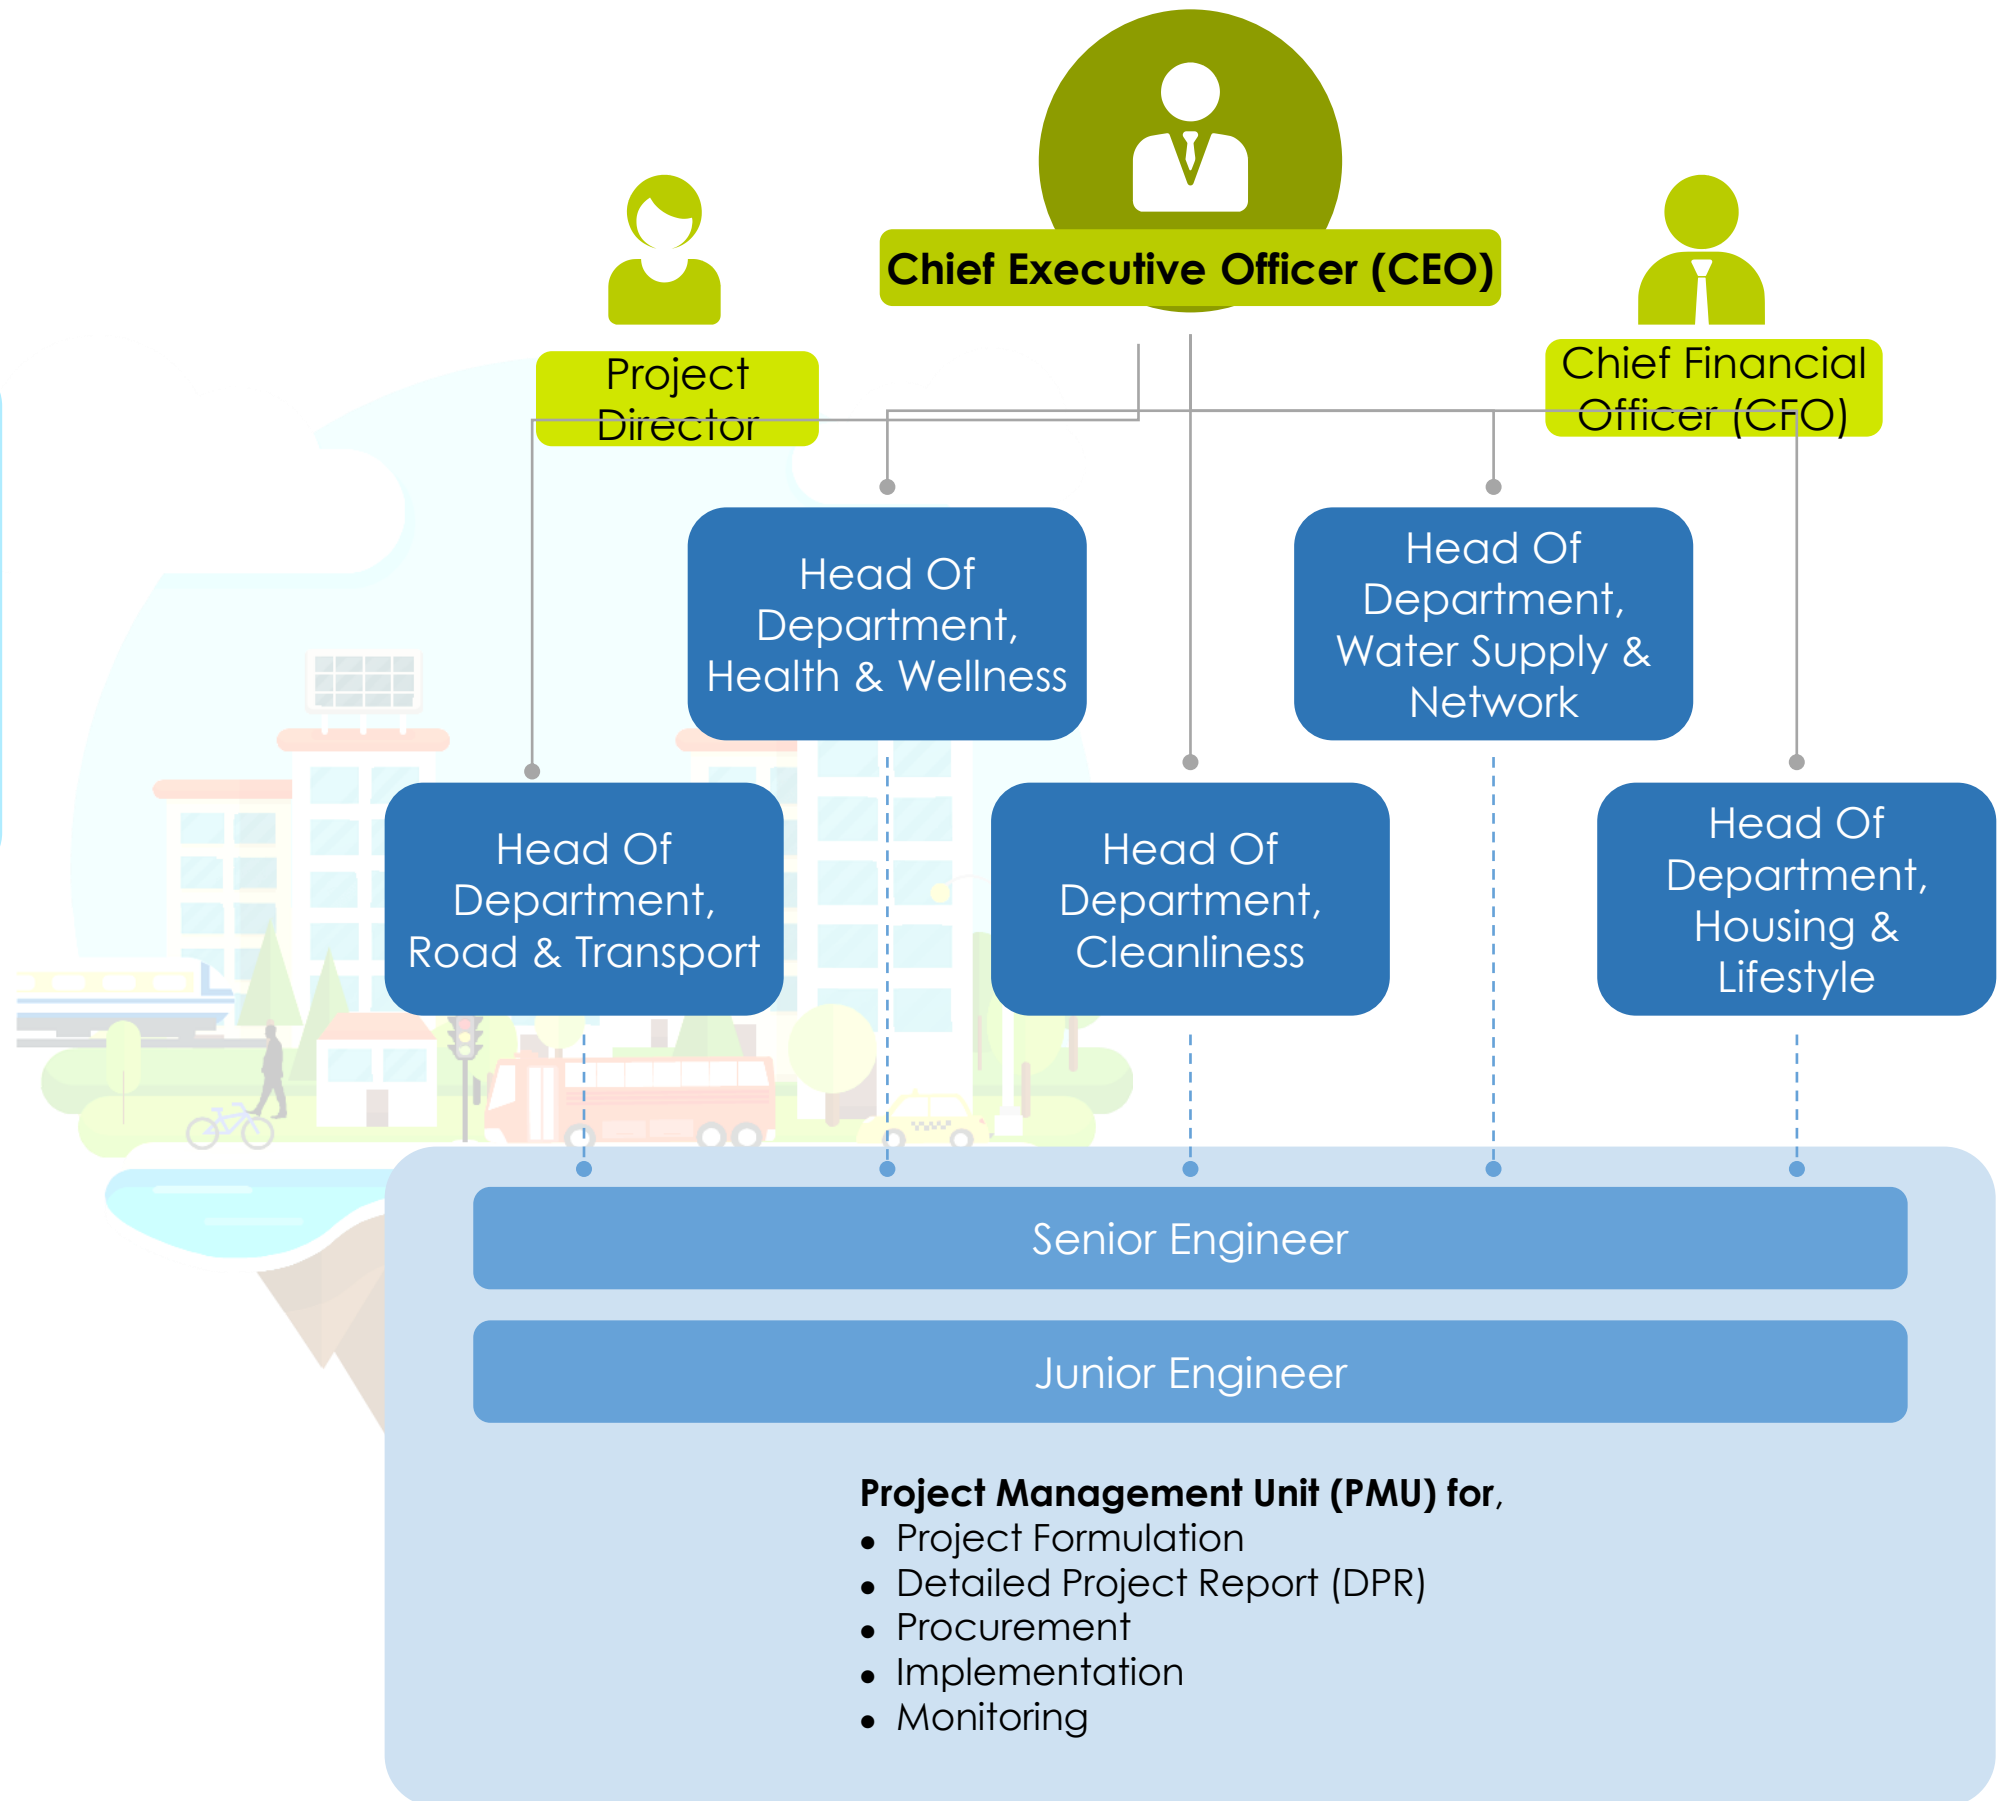 Chief Executive Officer (CEO)
Project
Director
Chief Financial
Officer (CFO)
Head Of
Department,
Health & Wellness
Head Of
Department,
Water Supply &
Network
Head Of
Department,
Road & Transport
Head Of
Department,
Cleanliness
Head Of
Department,
Housing &
Lifestyle
Senior Engineer
Junior Engineer
Project Management Unit (PMU) for,
● Project Formulation
● Detailed Project Report (DPR)
● Procurement
● Implementation
● Monitoring